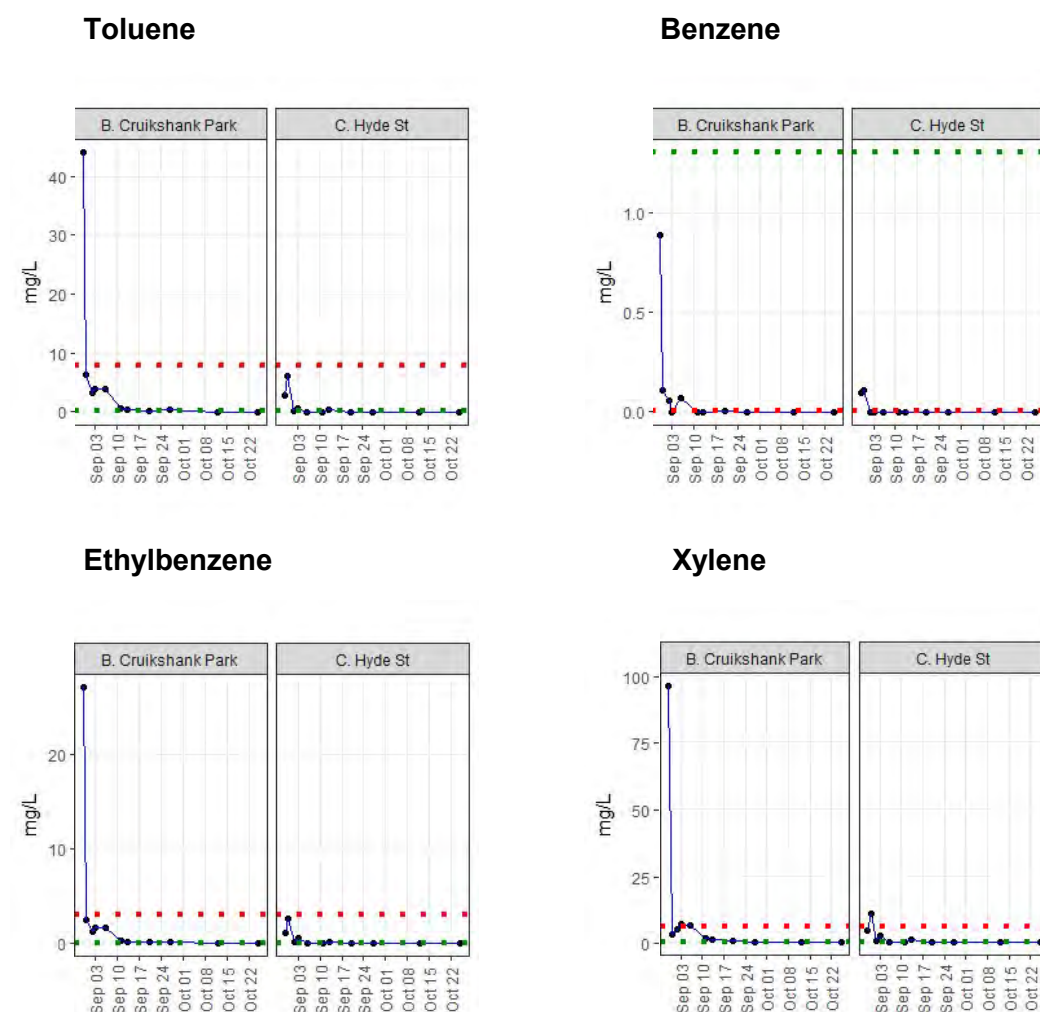 Toluene
B. Cruikshank Park
C. Hyde St
mg/L
40
30
20
10
0
Sep 03
Sep 10
Sep 17
Sep 24
Oct 01
Oct 08
Oct 15
Oct 22
Sep 03
Sep 10
Sep 17
Sep 24
Oct 01
Oct 08
Oct 15
Oct 22
Benzene
B. Cruikshank Park
C. Hyde St
mg/L
1.0
0.5
0.0
Sep 03
Sep 10
Sep 17
Sep 24
Oct 01
Oct 08
Oct 15
Oct 22
Sep 03
Sep 10
Sep 17
Sep 24
Oct 01
Oct 08
Oct 15
Oct 22
Ethylbenzene
B. Cruikshank Park
C. Hyde St
mg/L
20
10
0
Sep 03
Sep 10
Sep 17
Sep 24
Oct 01
Oct 08
Oct 15
Oct 22
Sep 03
Sep 10
Sep 17
Sep 24
Oct 01
Oct 08
Oct 15
Oct 22
Xylene
B. Cruikshank Park
C. Hyde St
mg/L
100
75
50
25
0
Sep 03
Sep 10
Sep 17
Sep 24
Oct 01
Oct 08
Oct 15
Oct 22
Sep 03
Sep 10
Sep 17
Sep 24
Oct 01
Oct 08
Oct 15
Oct 22